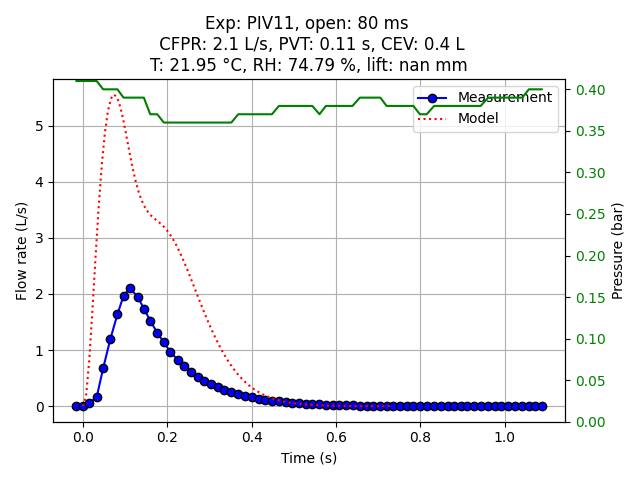 Exp: PIV11, open: 80 ms
CFPR: 2.1 L/s, PVT: 0.11 s, CEV: 0.4 L
T: 21.95 °C, RH: 74.79 %, lift: nan mm
Measurement
Model
Flow rate (L/s)
5
4
3
2
1
0
0.40
0.35
0.30
0.25
0.20
0.15
0.10
0.05
0.00
Pressure (bar)
0.0 0.2 0.4 0.6 0.8 1.0
Time (s)